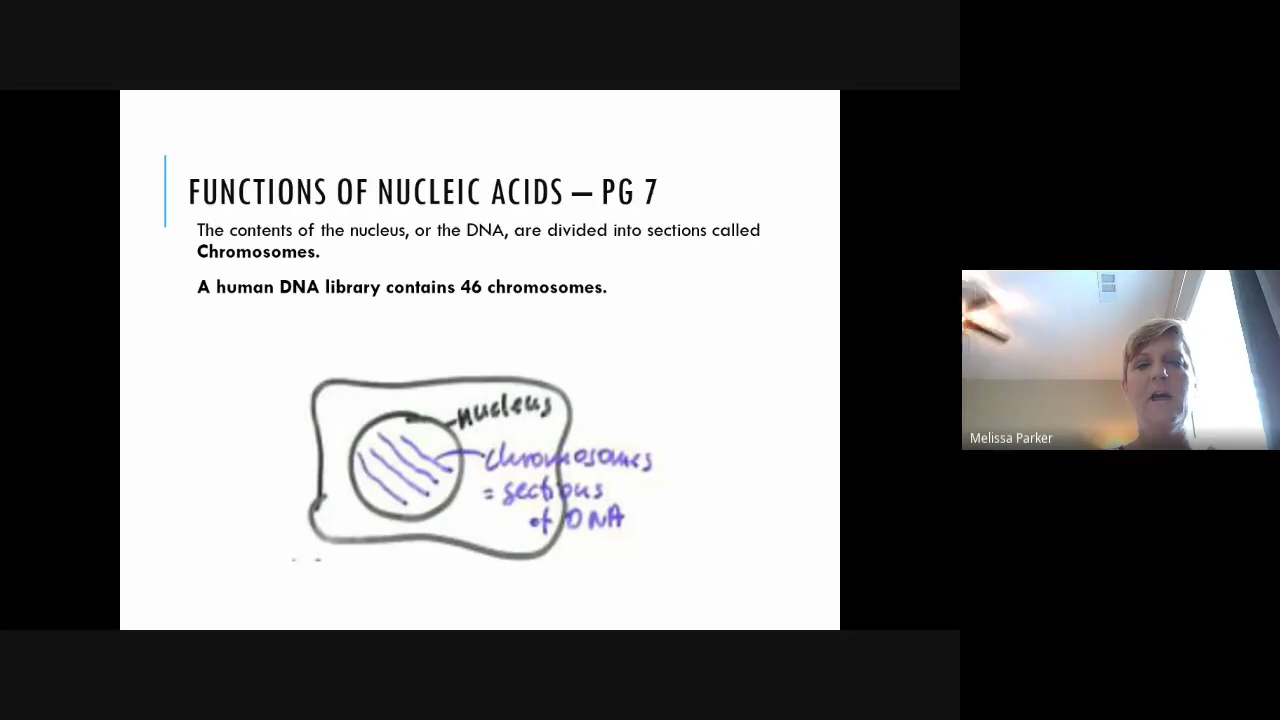 FUNCTIONS OF NUCLEIC ACIDS – PG 7
The contents of the nucleus, or the DNA, are divided into sections called
Chromosomes.
A human DNA library contains 46 chromosomes.
nucleus
chromosomes
= sections
of DNA
Melissa Parker